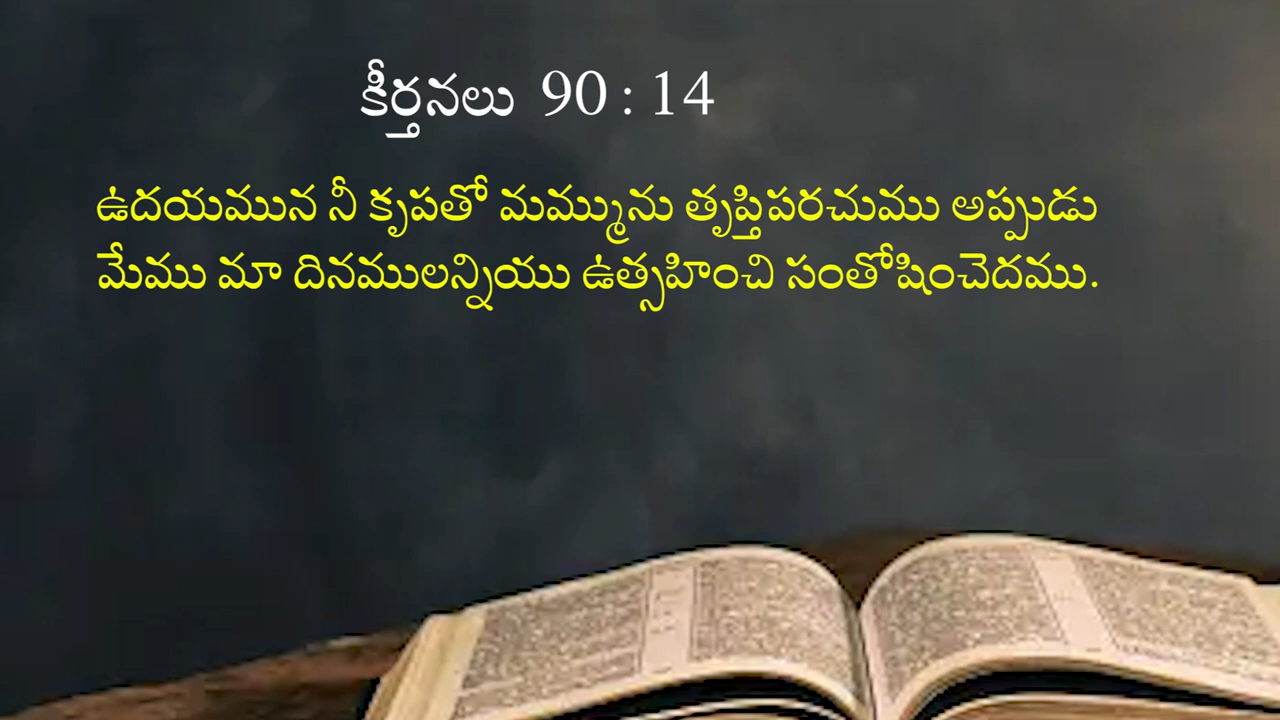 కీర్తనలు 90 : 14
ఉదయమున నీ కృపతో మమ్మును తృప్తిపరచుము అప్పుడు
మేము మా దినములన్నియు ఉత్సహించి సంతోషించెదము.